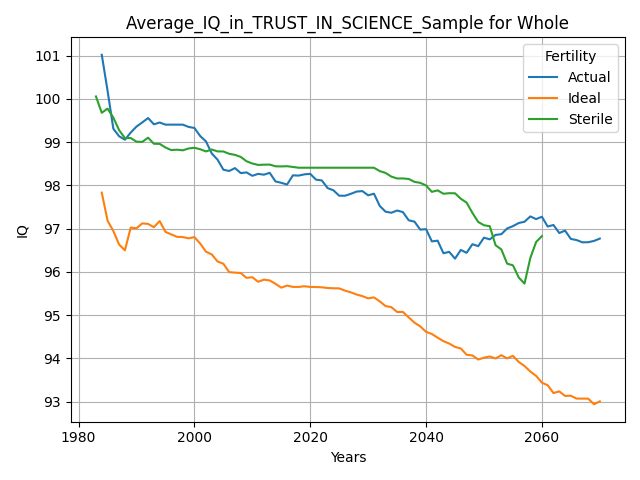 Average_IQ_in_TRUST_IN_SCIENCE_Sample for Whole
Fertility
Actual
Ideal
Sterile
IQ
101
100
99
98
97
96
95
94
93
1980
2000
2020
2040
2060
Years